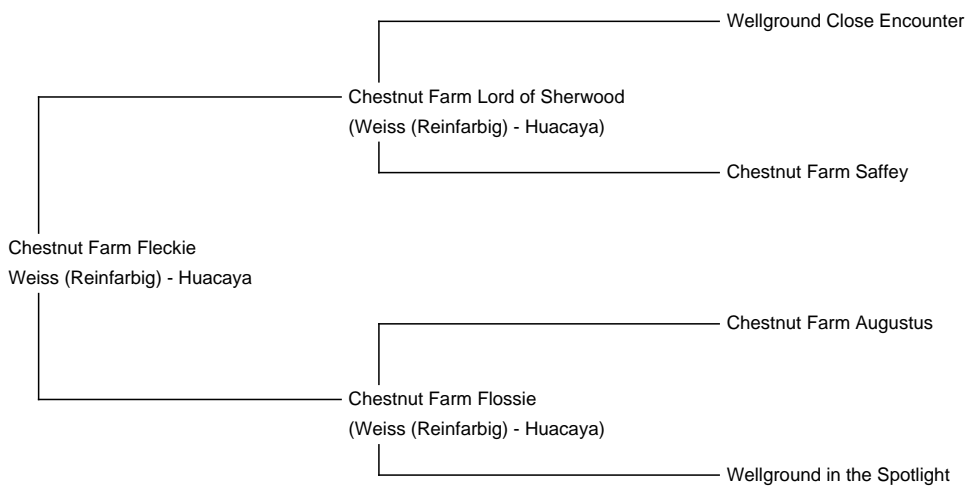 Wellground Close Encounter
Chestnut Farm Lord of Sherwood
(Weiss (Reinfarbig) - Huacaya)
Chestnut Farm Saffey
Chestnut Farm Fleckie
Weiss (Reinfarbig) - Huacaya
Chestnut Farm Augustus
Chestnut Farm Flossie
(Weiss (Reinfarbig) - Huacaya)
Wellground in the Spotlight